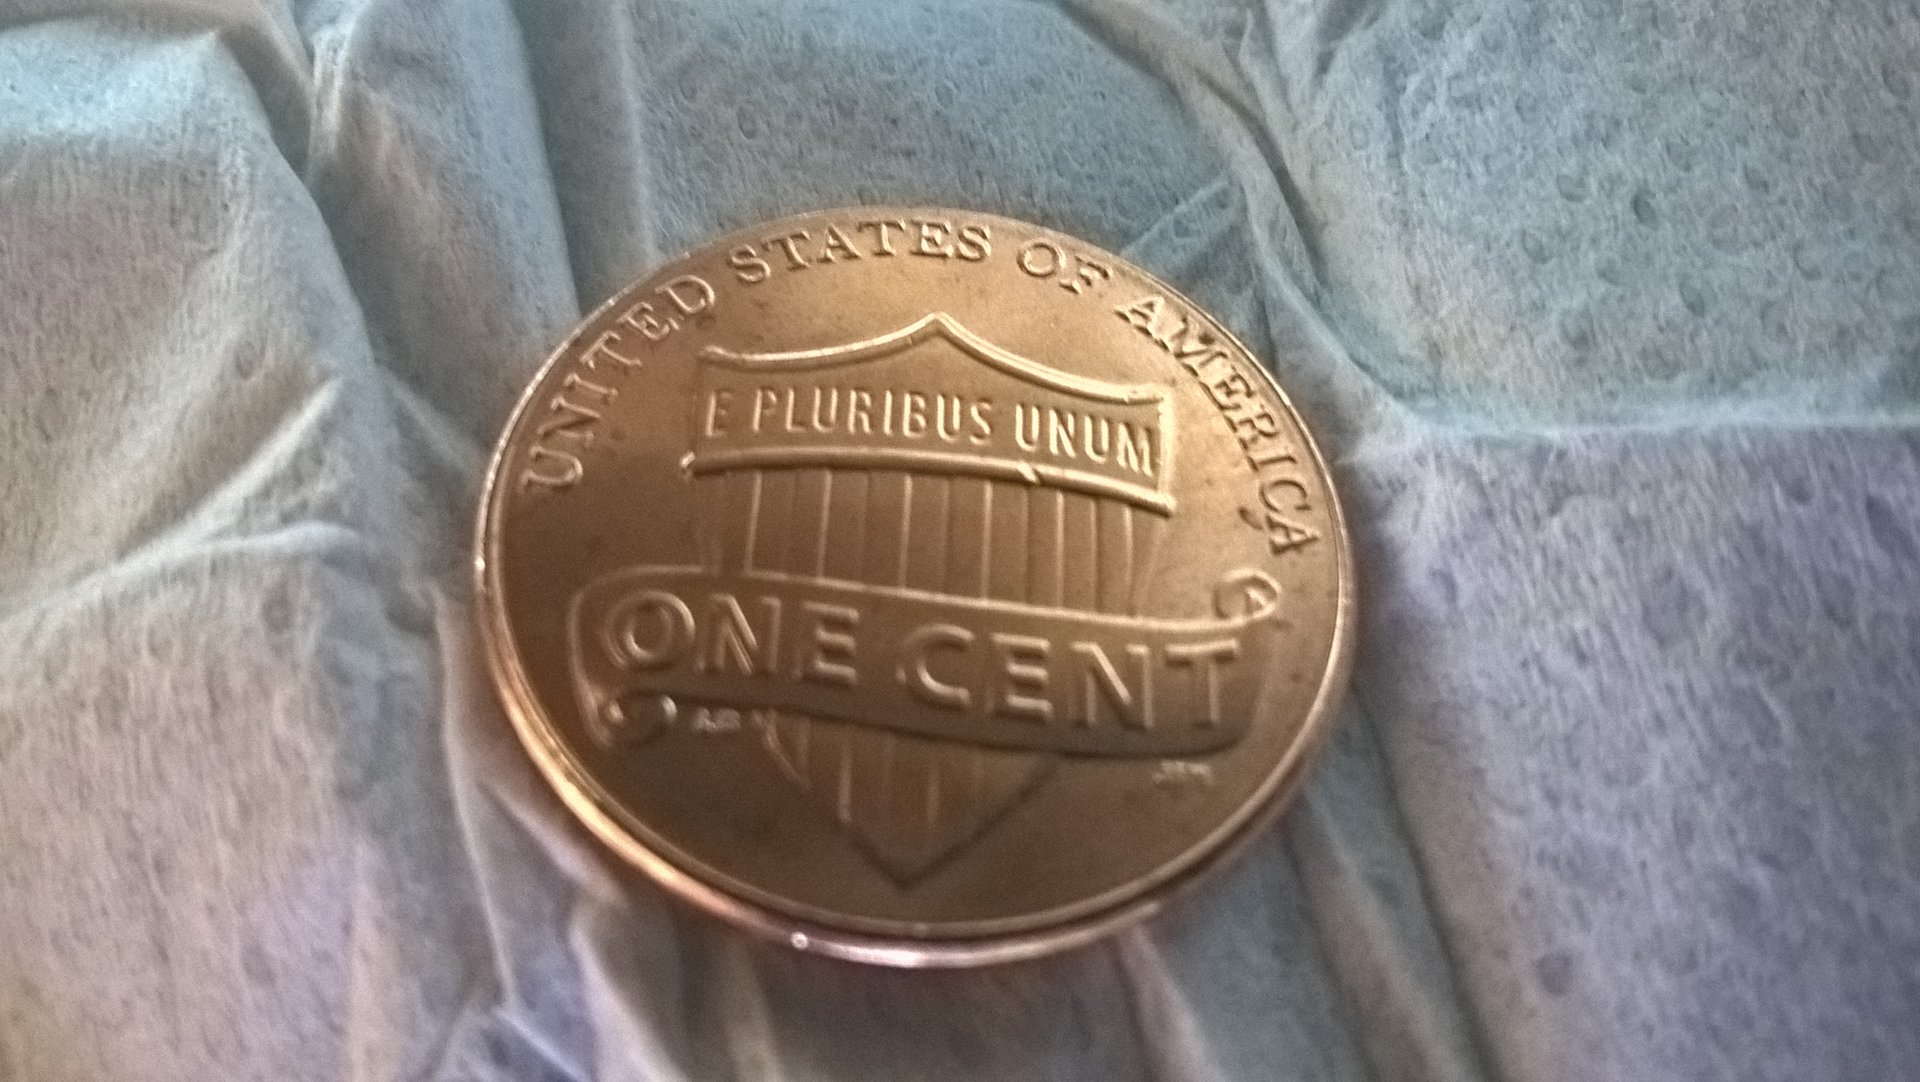 UNITED STATES OF AMERICA
E PLURIBUS UNUM
ONE CENT